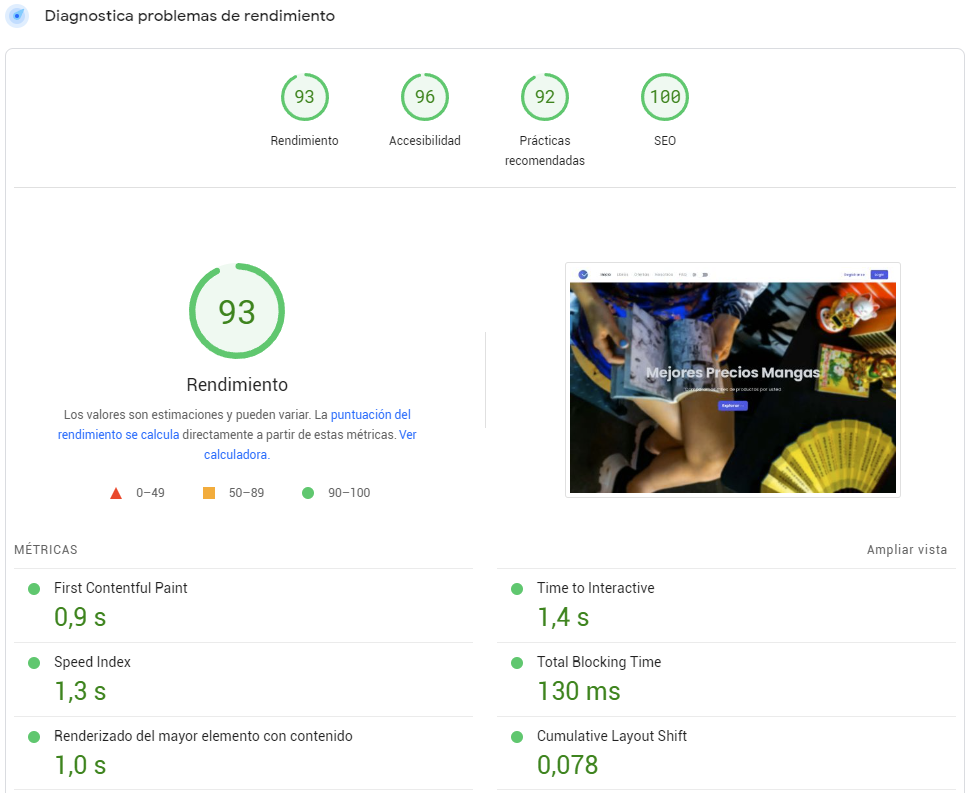 Diagnostica problemas de rendimiento
93
96
92
100
Rendimiento
Accesibilidad
Prácticas
recomendadas
SEO
93
Rendimiento
Los valores son estimaciones y pueden variar. La puntuación del
rendimiento se calcula directamente a partir de estas métricas. Ver
calculadora.
0–49
50–89
90–100
Mejores Precios Mangas
Explorar
MÉTRICAS
Ampliar vista
First Contentful Paint
0,9 s
Time to Interactive
1,4 s
Speed Index
1,3 s
Total Blocking Time
130 ms
Renderizado del mayor elemento con contenido
1,0 s
Cumulative Layout Shift
0,078